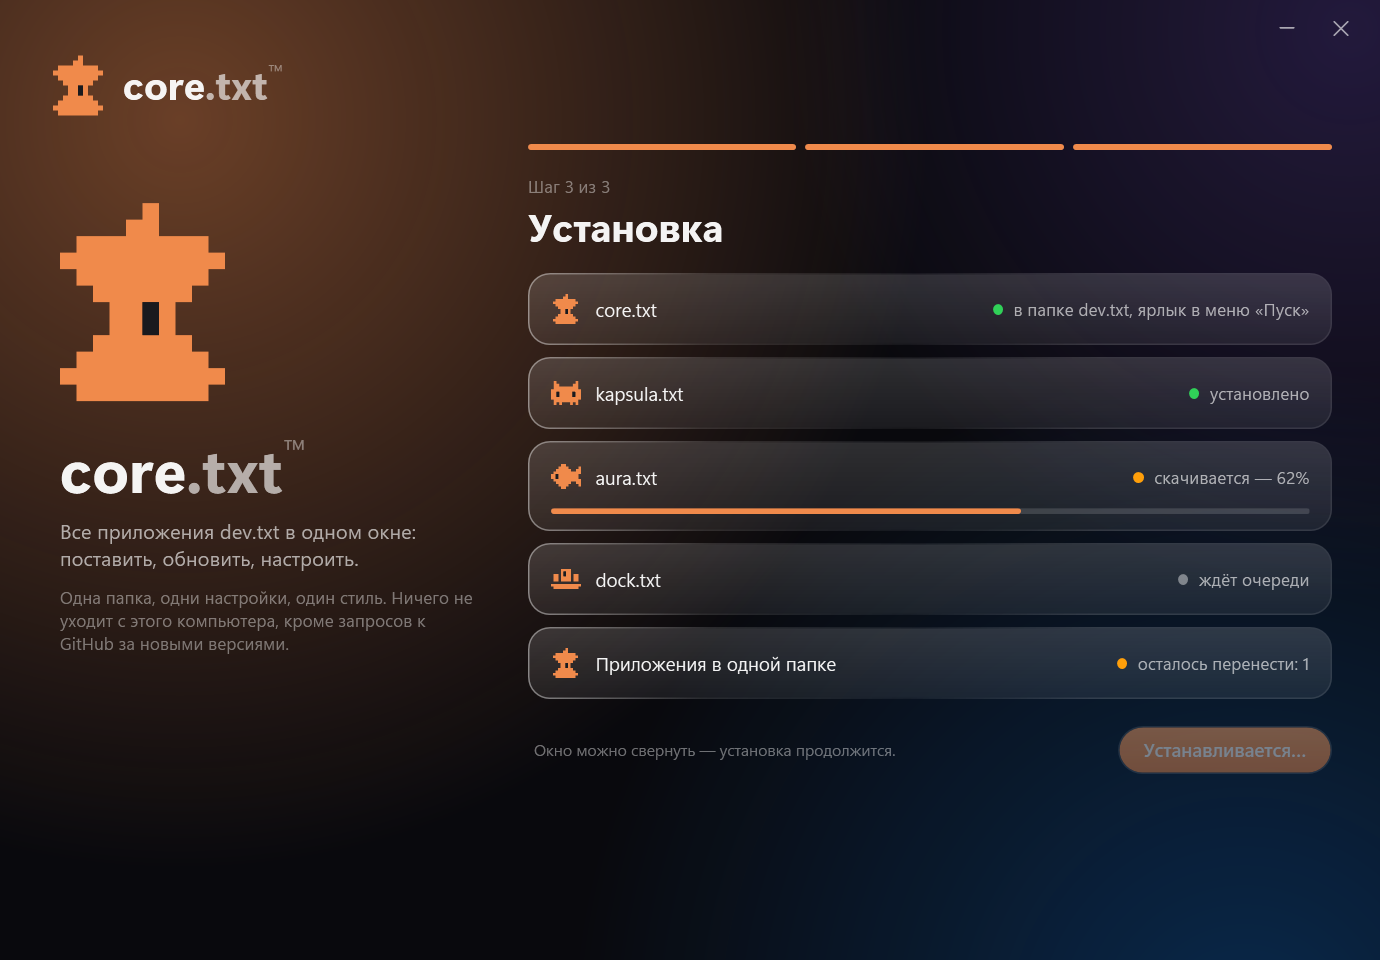 core.txt™
Шаг 3 из 3
Установка
core.txt
в папке dev.txt, ярлык в меню «Пуск»
kapsula.txt
установлено
aura.txt
скачивается — 62%
dock.txt
ждёт очереди
Приложения в одной папке
осталось перенести: 1
Окно можно свернуть — установка продолжится.
Устанавливается...
core.txt™
Все приложения dev.txt в одном окне:
поставить, обновить, настроить.
Одна папка, одни настройки, один стиль. Ничего не
уходит с этого компьютера, кроме запросов к
GitHub за новыми версиями.